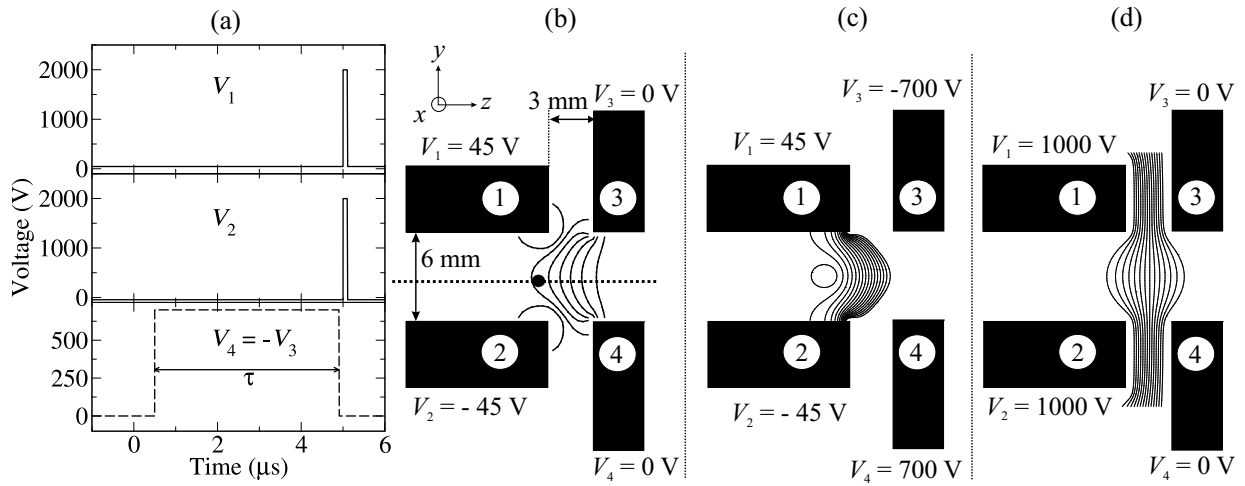 (a)
(b)
(c)
(d)
2000
1000
0
V1
2000
1000
0
V2
750
500
250
0
V4 = -V3
τ
0
2
4
6
Voltage (V)
Time (μs)
y
x
z
3 mm
V3 = 0 V
V1 = 45 V
1
3
6 mm
2
4
V2 = - 45 V
V4 = 0 V
V3 = -700 V
V1 = 45 V
1
3
2
4
V2 = - 45 V
V4 = 700 V
V3 = 0 V
V1 = 1000 V
1
3
2
4
V2 = 1000 V
V4 = 0 V